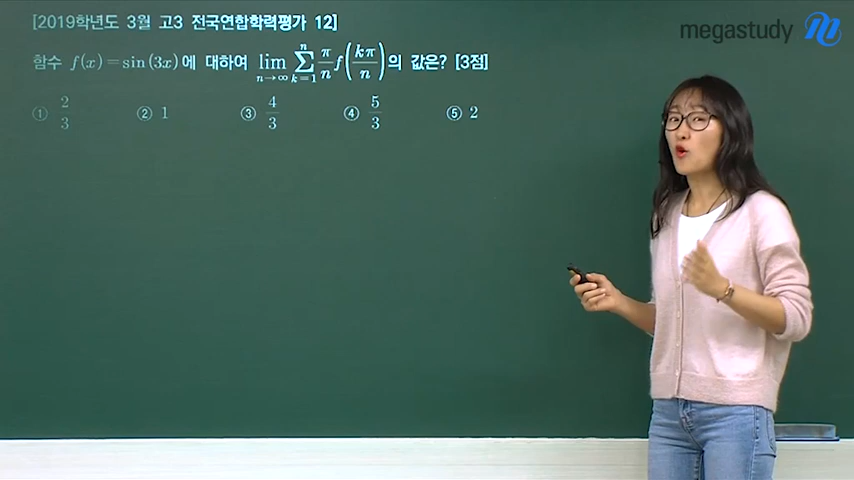 [2019학년도 3월 고3 전국연합학력평가 12]
megastudy
함수 f(x)=sin(3x)에 대하여 lim n→∞ Σ k=1 n π/n f(kπ/n)의 값은? [3점]
① 2/3 ② 1 ③ 4/3 ④ 5/3 ⑤ 2